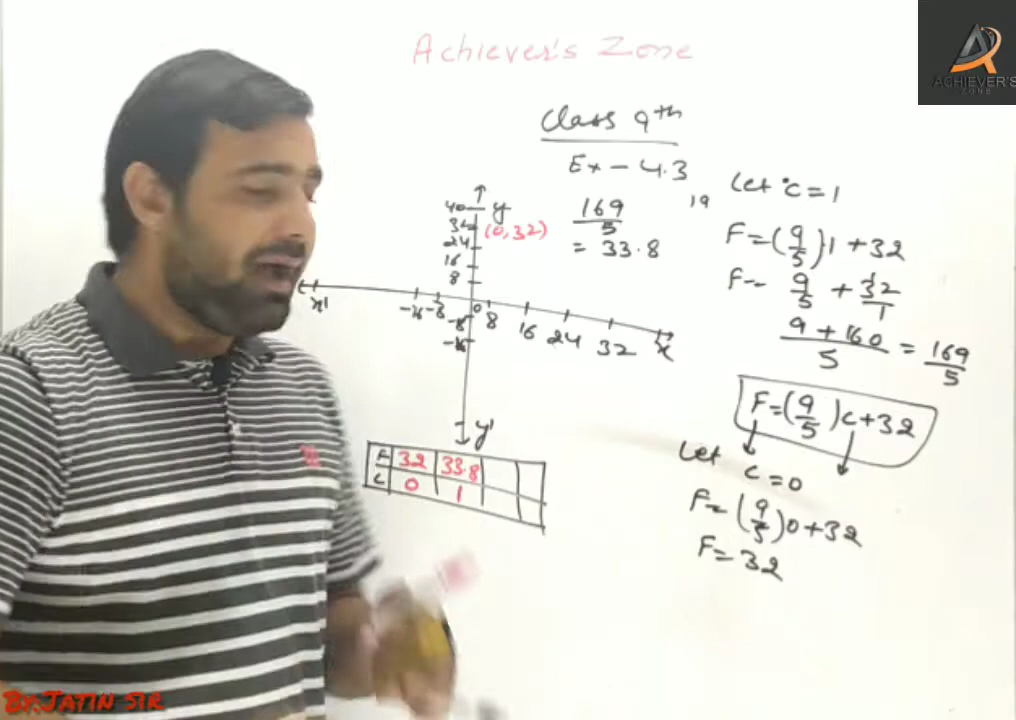 Achiever's Zone
ACHIEVER'S
ZONE
Class 9th
Ex - 4.3
169/5
= 33.8
19
Let °C = 1
F = (9/5)1 + 32
F = 9/5 + 32/1
9 + 160/5 = 169/5
F = (9/5)C + 32
Let C = 0
F = (9/5)0 + 32
F = 32
40 y
32 (0,32)
24
16
8
x' -16 -8 0 8 16 24 32 x
-8
-16
y'
F 32 33.8
C 0 1
BY:JATIN SIR